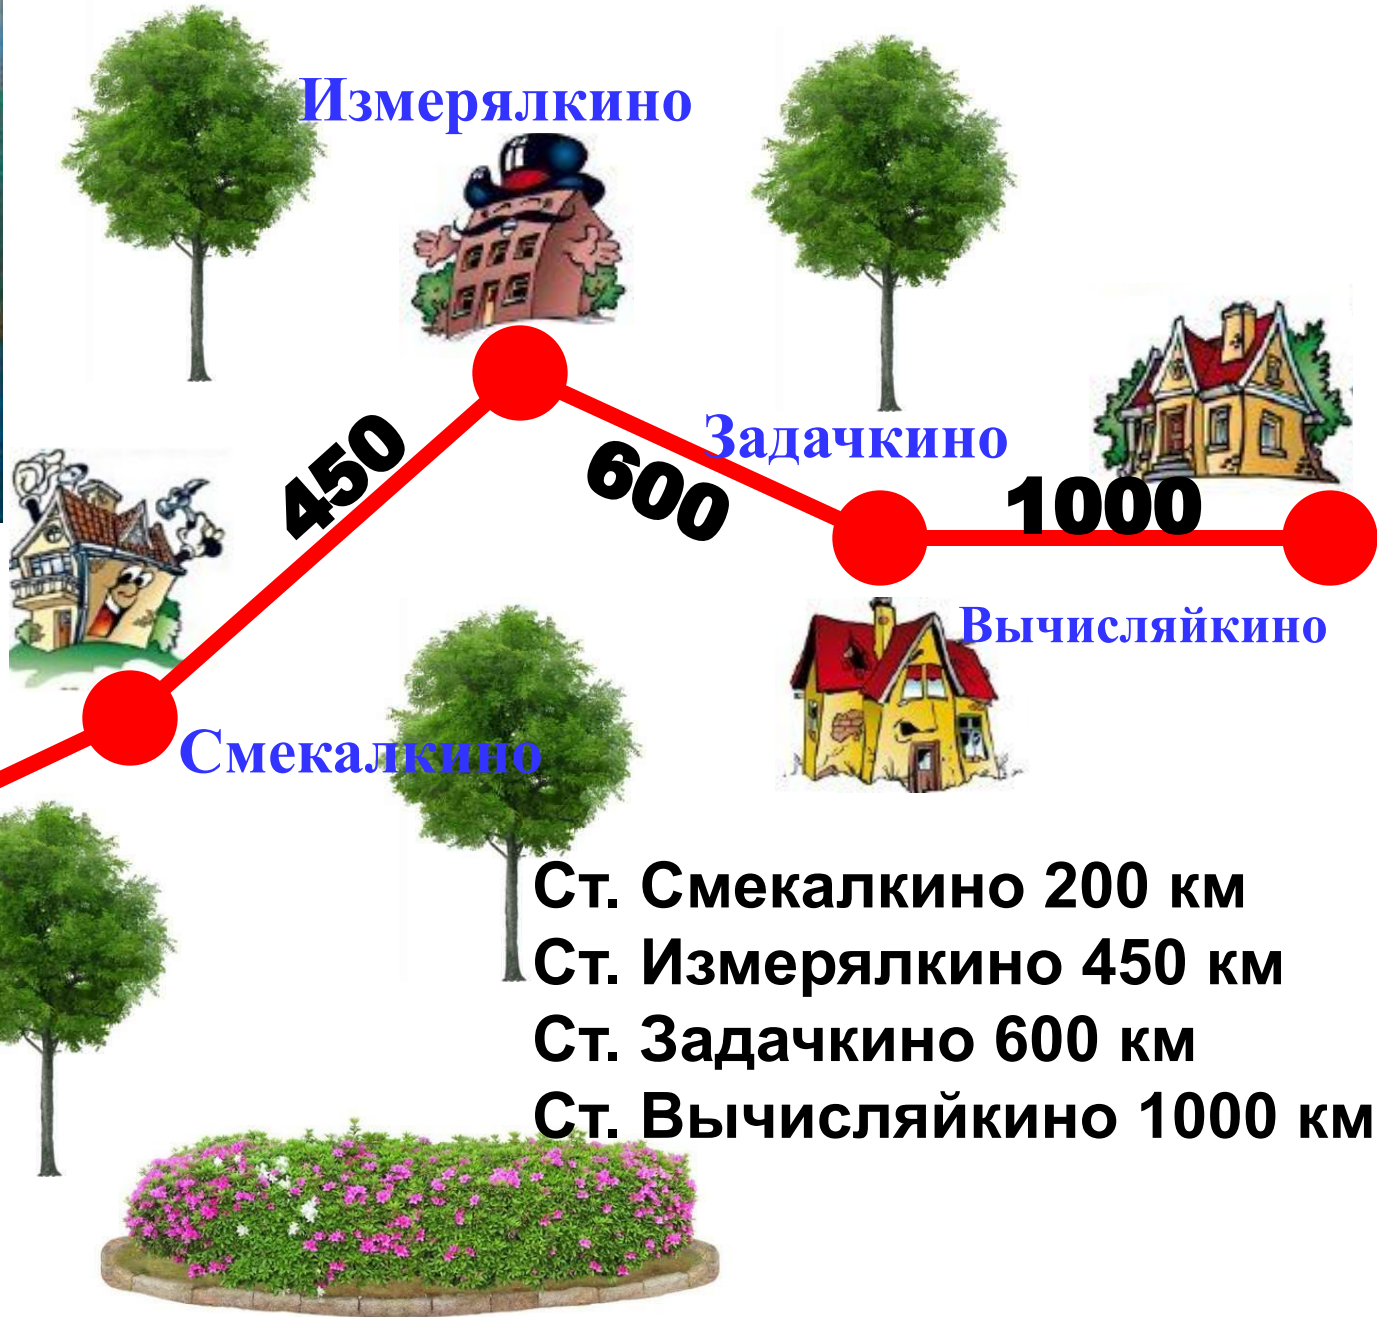 Измерялкино
450
600
Задачкино
1000
Вычисляйкино
Смекалкино
Ст. Смекалкино 200 км
Ст. Измерялкино 450 км
Ст. Задачкино 600 км
Ст. Вычисляйкино 1000 км